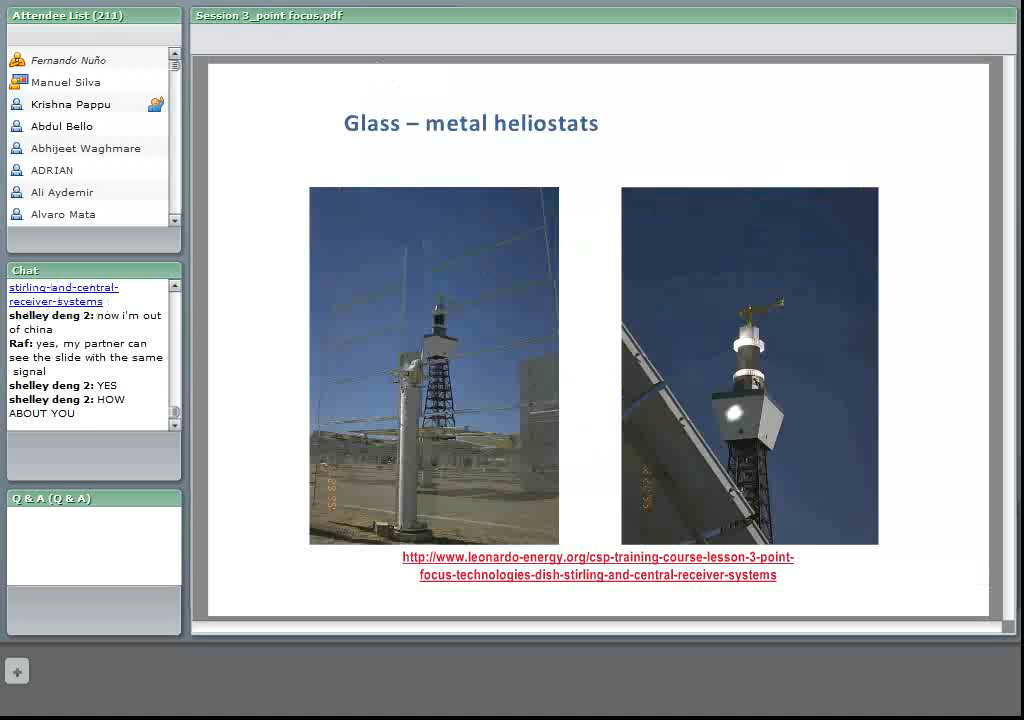 Attendee List (211)
Fernando Nuño
Manuel Silva
Krishna Pappu
Abdul Bello
Abhijeet Waghmare
ADRIAN
Ali Aydemir
Alvaro Mata
Chat
stirling-and-central-
receiver-systems
shelley deng 2: now i'm out
of china
Raf: yes, my partner can
see the slide with the same
signal
shelley deng 2: YES
shelley deng 2: HOW
ABOUT YOU
Q & A (Q & A)
Session 3_point focus.pdf
Glass – metal heliostats
http://www.leonardo-energy.org/csp-training-course-lesson-3-point-
focus-technologies-dish-stirling-and-central-receiver-systems